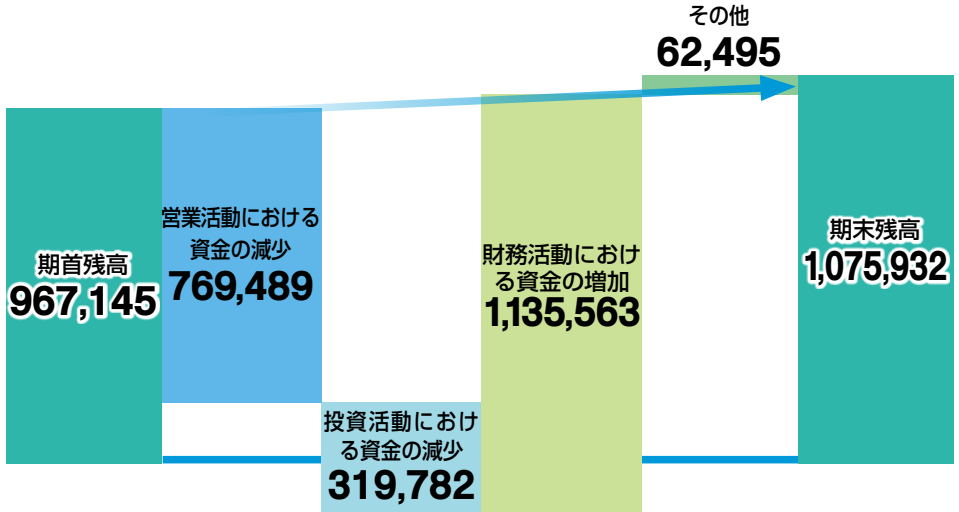 期首残高
967,145
営業活動における
資金の減少
769,489
投資活動におけ
る資金の減少
319,782
財務活動におけ
る資金の増加
1,135,563
その他
62,495
期末残高
1,075,932